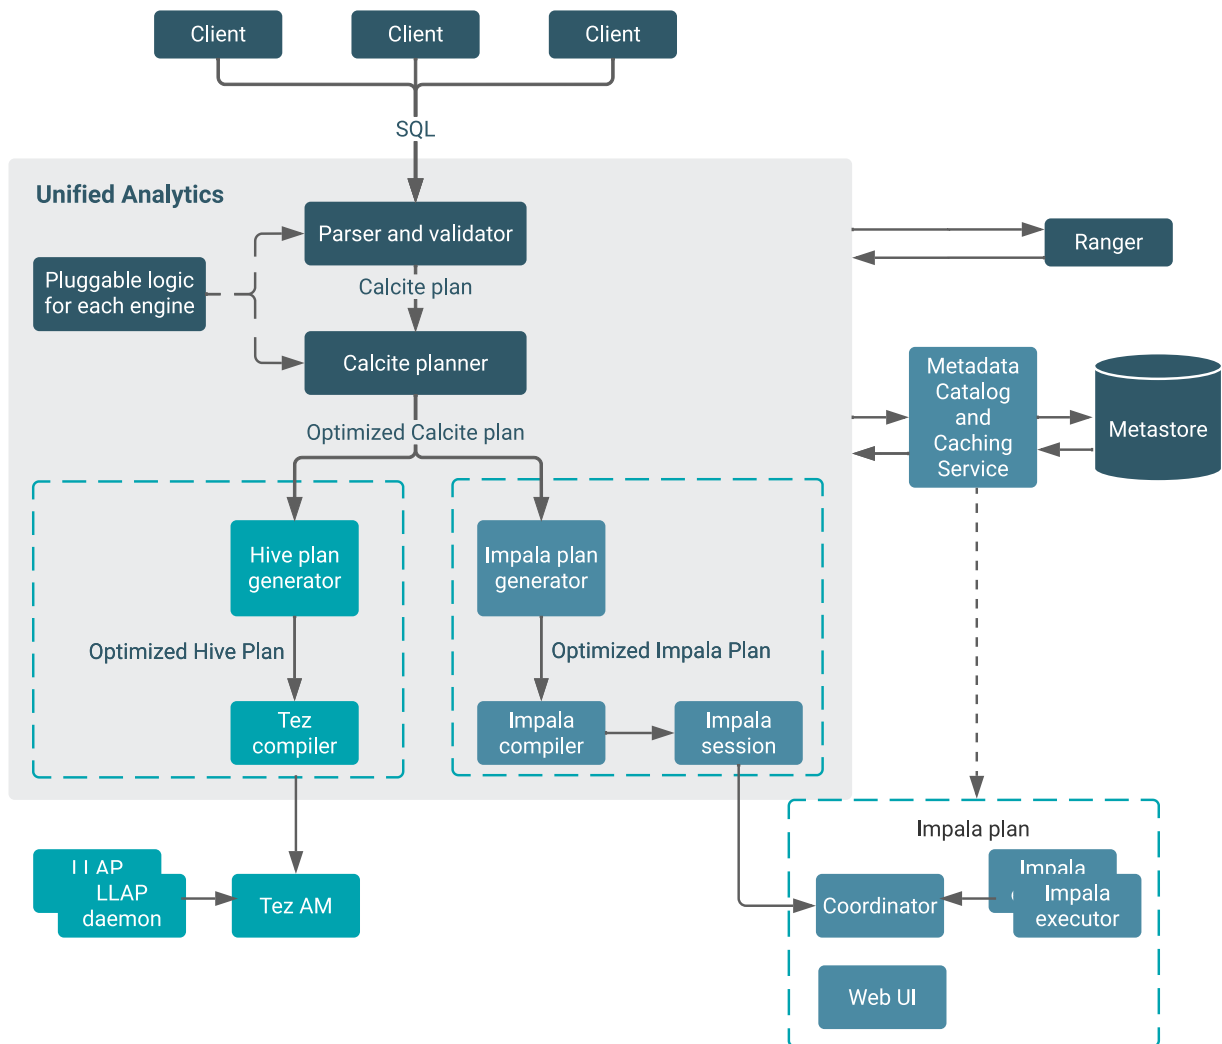 Client
Client
Client
SQL
Unified Analytics
Parser and validator
Ranger
Pluggable logic
for each engine
Calcite plan
Calcite planner
Metadata
Catalog
and
Caching
Service
Metastore
Optimized Calcite plan
Hive plan
generator
Impala plan
generator
Optimized Hive Plan
Optimized Impala Plan
Tez
compiler
Impala
compiler
Impala
session
Impala plan
LLAP
LLAP
daemon
Tez AM
Coordinator
Impala
Impala
executor
Web UI